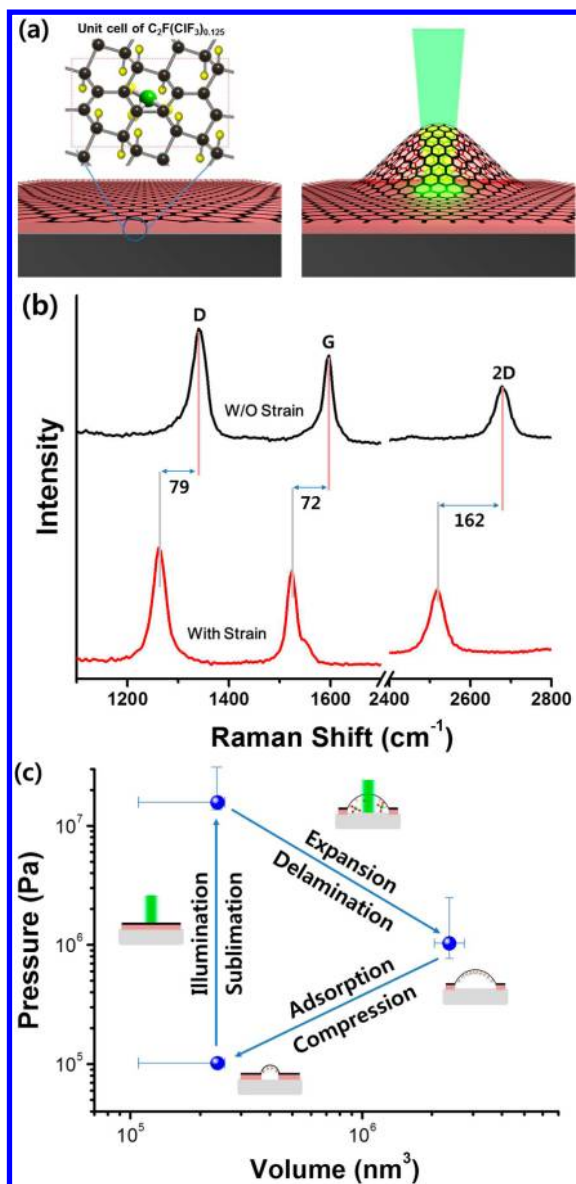 (a)
Unit cell of C₂F(ClF₃)₀.₁₂₅
(b)
D
G
2D
W/O Strain
79
72
162
With Strain
Intensity
1200
1400
1600
2400
2600
2800
Raman Shift (cm⁻¹)
(c)
10⁷
10⁶
10⁵
Pressure (Pa)
Illumination
Sublimation
Expansion
Delamination
Adsorption
Compression
10⁵
10⁶
Volume (nm³)